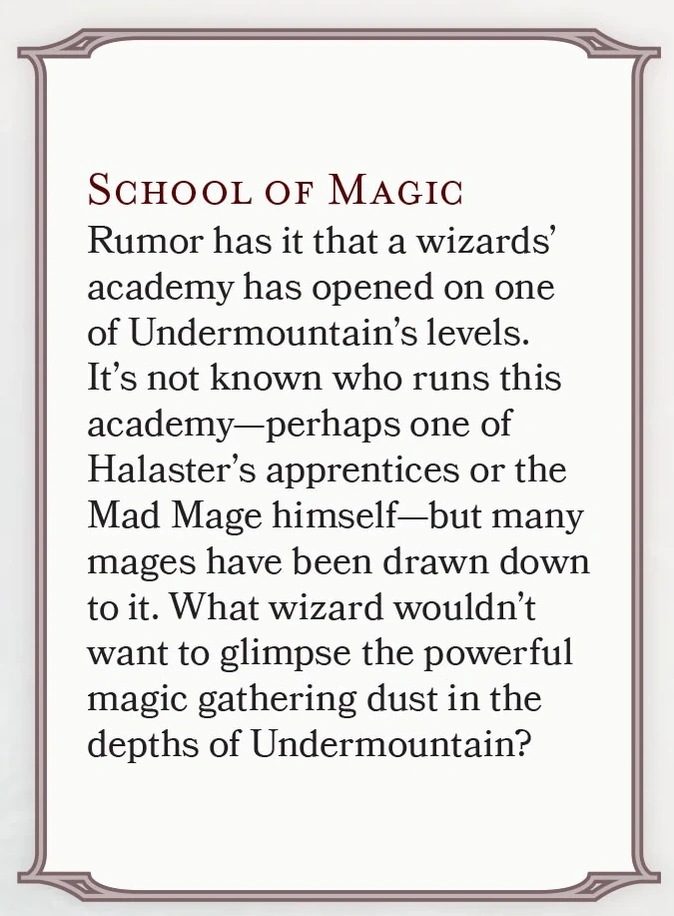 School of Magic
Rumor has it that a wizards’
academy has opened on one
of Undermountain’s levels.
It’s not known who runs this
academy—perhaps one of
Halaster’s apprentices or the
Mad Mage himself—but many
mages have been drawn down
to it. What wizard wouldn’t
want to glimpse the powerful
magic gathering dust in the
depths of Undermountain?